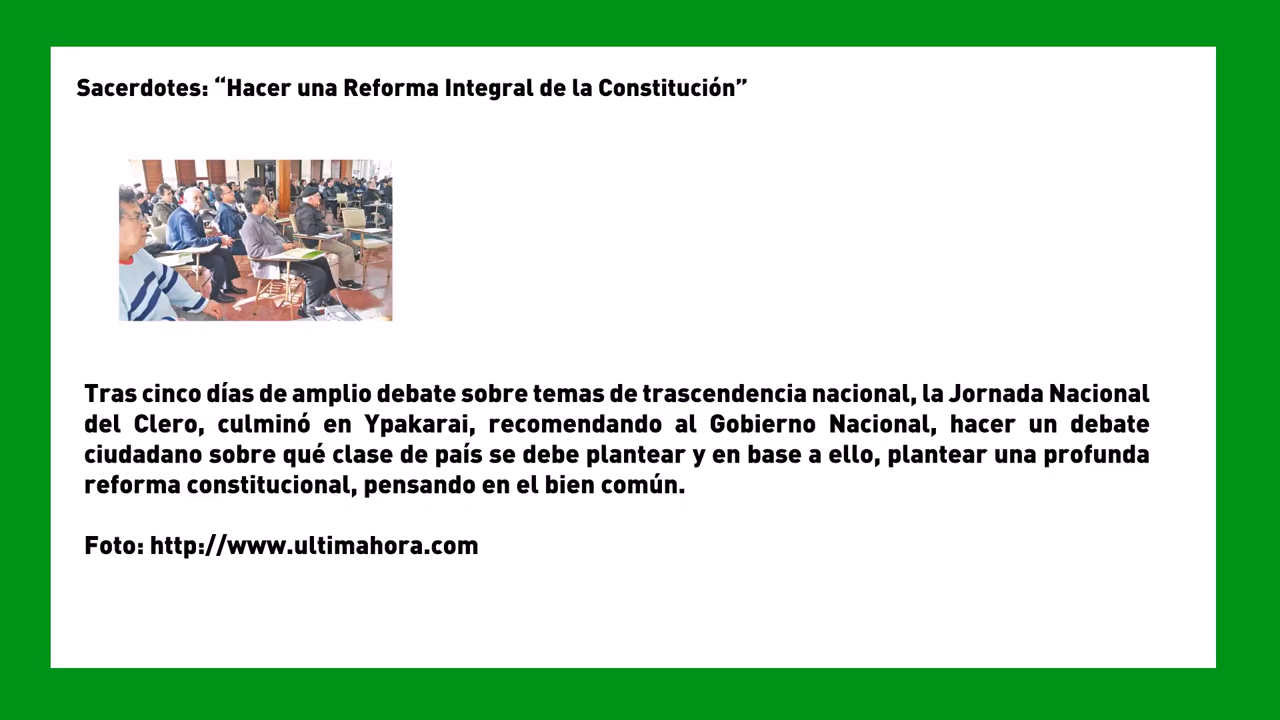 Sacerdotes: “Hacer una Reforma Integral de la Constitución”
Tras cinco días de amplio debate sobre temas de trascendencia nacional, la Jornada Nacional
del Clero, culminó en Ypakarai, recomendando al Gobierno Nacional, hacer un debate
ciudadano sobre qué clase de país se debe plantear y en base a ello, plantear una profunda
reforma constitucional, pensando en el bien común.
Foto: http://www.ultimahora.com